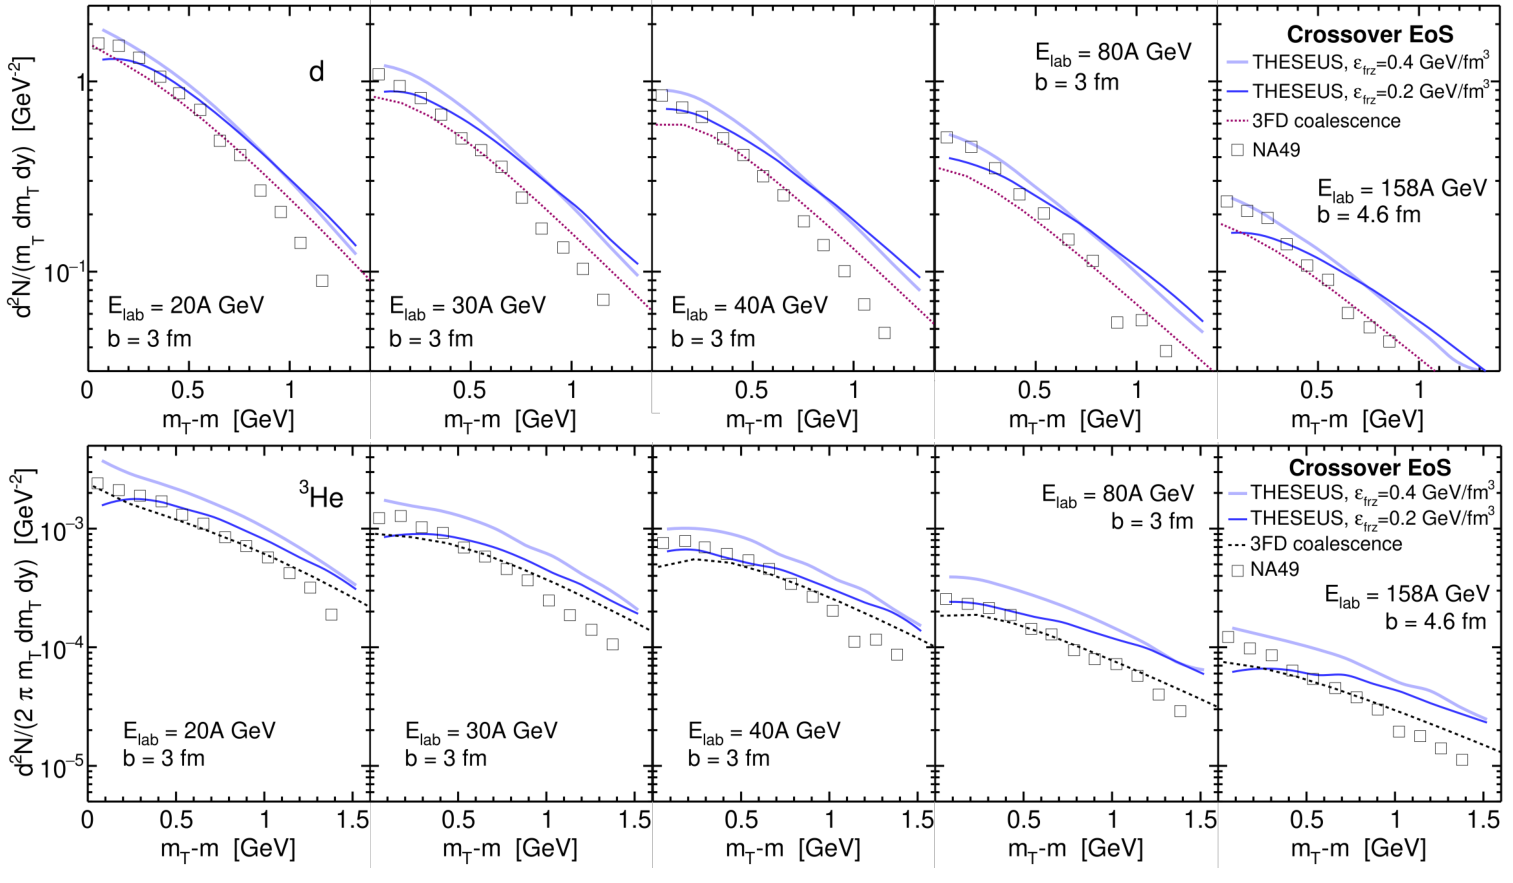 d²N/(m_T dm_T dy) [GeV⁻²]
1
10⁻¹
d
E_lab = 20A GeV
b = 3 fm
E_lab = 30A GeV
b = 3 fm
E_lab = 40A GeV
b = 3 fm
E_lab = 80A GeV
b = 3 fm
Crossover EoS
THESEUS, ε_frz=0.4 GeV/fm³
THESEUS, ε_frz=0.2 GeV/fm³
3FD coalescence
NA49
E_lab = 158A GeV
b = 4.6 fm
0 0.5 1 0.5 1 0.5 1 0.5 1 0.5 1
m_T-m [GeV] m_T-m [GeV] m_T-m [GeV] m_T-m [GeV] m_T-m [GeV]
d²N/(2 π m_T dm_T dy) [GeV⁻²]
10⁻³
10⁻⁴
10⁻⁵
³He
E_lab = 20A GeV
b = 3 fm
E_lab = 30A GeV
b = 3 fm
E_lab = 40A GeV
b = 3 fm
E_lab = 80A GeV
b = 3 fm
Crossover EoS
THESEUS, ε_frz=0.4 GeV/fm³
THESEUS, ε_frz=0.2 GeV/fm³
3FD coalescence
NA49
E_lab = 158A GeV
b = 4.6 fm
0 0.5 1 1.5 0.5 1 1.5 0.5 1 1.5 0.5 1 1.5 0.5 1 1.5
m_T-m [GeV] m_T-m [GeV] m_T-m [GeV] m_T-m [GeV] m_T-m [GeV]